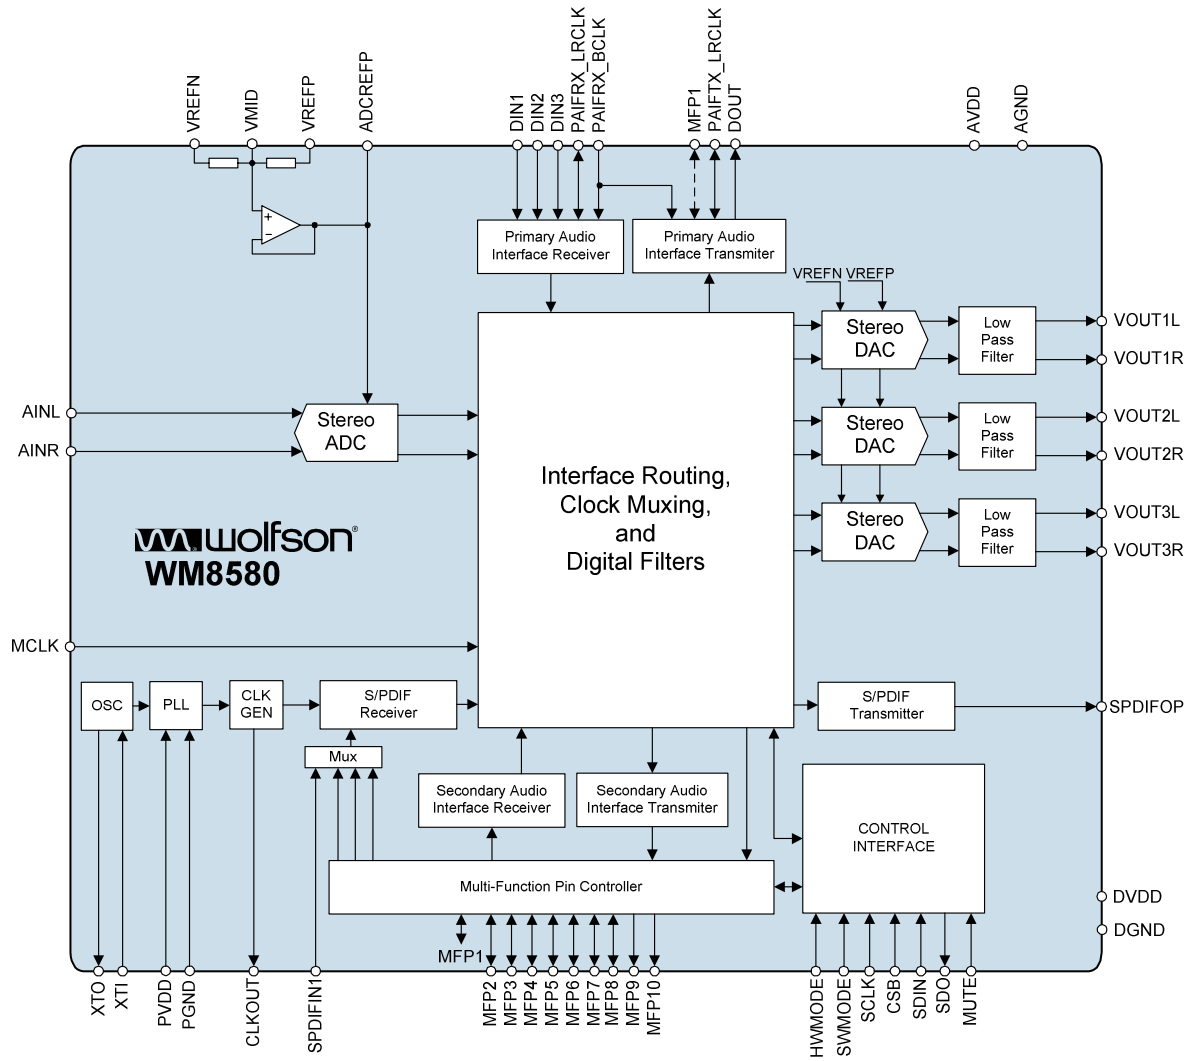 VREFN
VMID
VREFP
ADCREFP
DIN1
DIN2
DIN3
PAIFRX_LRCLK
PAIFRX_BCLK
MFP1
PAIFTX_LRCLK
DOUT
AVDD
AGND
+
−
Primary Audio
Interface Receiver
Primary Audio
Interface Transmiter
VREFN VREFP
Stereo
DAC
Low
Pass
Filter
VOUT1L
VOUT1R
AINL
AINR
Stereo
ADC
Stereo
DAC
Low
Pass
Filter
VOUT2L
VOUT2R
Interface Routing,
Clock Muxing,
and
Digital Filters
Stereo
DAC
Low
Pass
Filter
VOUT3L
VOUT3R
wolfson®
WM8580
MCLK
OSC
PLL
CLK
GEN
S/PDIF
Receiver
Mux
S/PDIF
Transmitter
SPDIFOP
Secondary Audio
Interface Receiver
Secondary Audio
Interface Transmiter
CONTROL
INTERFACE
Multi-Function Pin Controller
DVDD
DGND
MFP1
XTO
XTI
PVDD
PGND
CLKOUT
SPDIFIN1
MFP2
MFP3
MFP4
MFP5
MFP6
MFP7
MFP8
MFP9
MFP10
HWMODE
SWMODE
SCLK
CSB
SDIN
SDO
MUTE